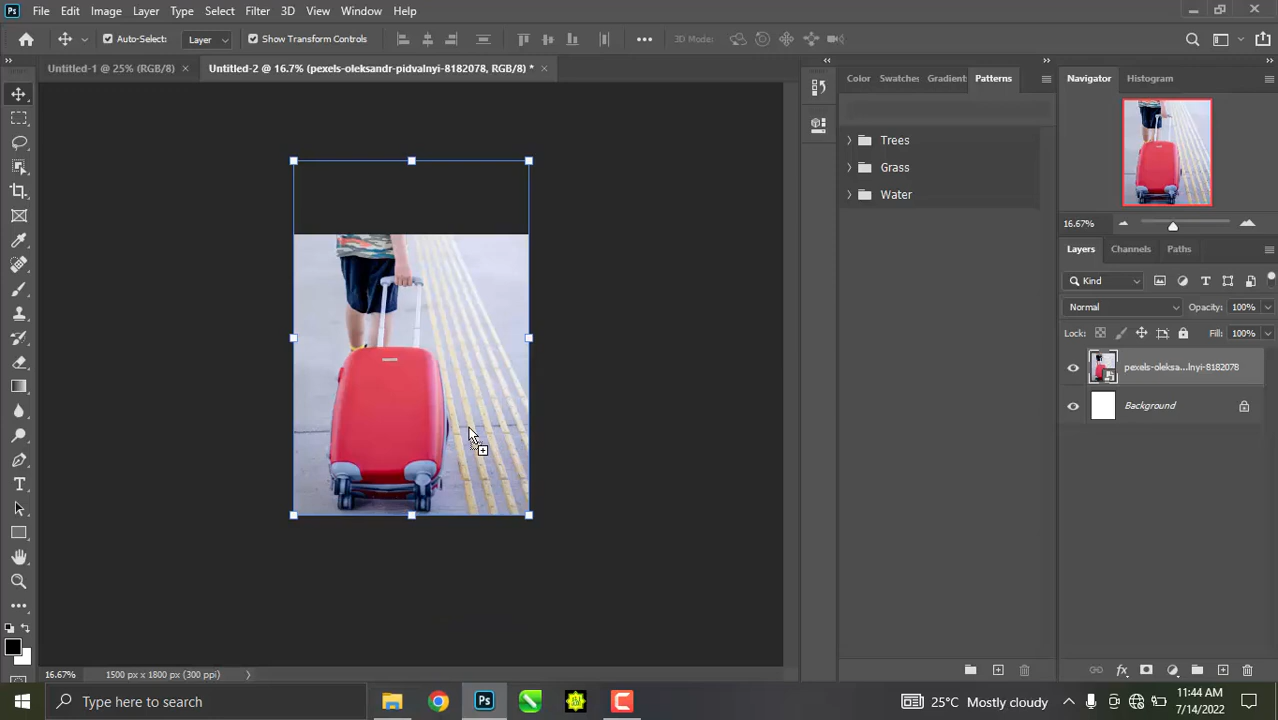 Ps File Edit Image Layer Type Select Filter 3D View Window Help
Auto-Select: Layer Show Transform Controls 3D Mode:
Untitled-1 @ 25% (RGB/8) × Untitled-2 @ 16.7% (pexels-oleksandr-pidvalnyi-8182078, RGB/8) * ×
Color Swatches Gradients Patterns
Trees
Grass
Water
Navigator Histogram
16.67%
Layers Channels Paths
Kind
Normal Opacity: 100%
Lock: Fill: 100%
pexels-oleksa...lnyi-8182078
Background
16.67% 1500 px x 1800 px (300 ppi)
Type here to search
Ps
25°C Mostly cloudy
11:44 AM
7/14/2022